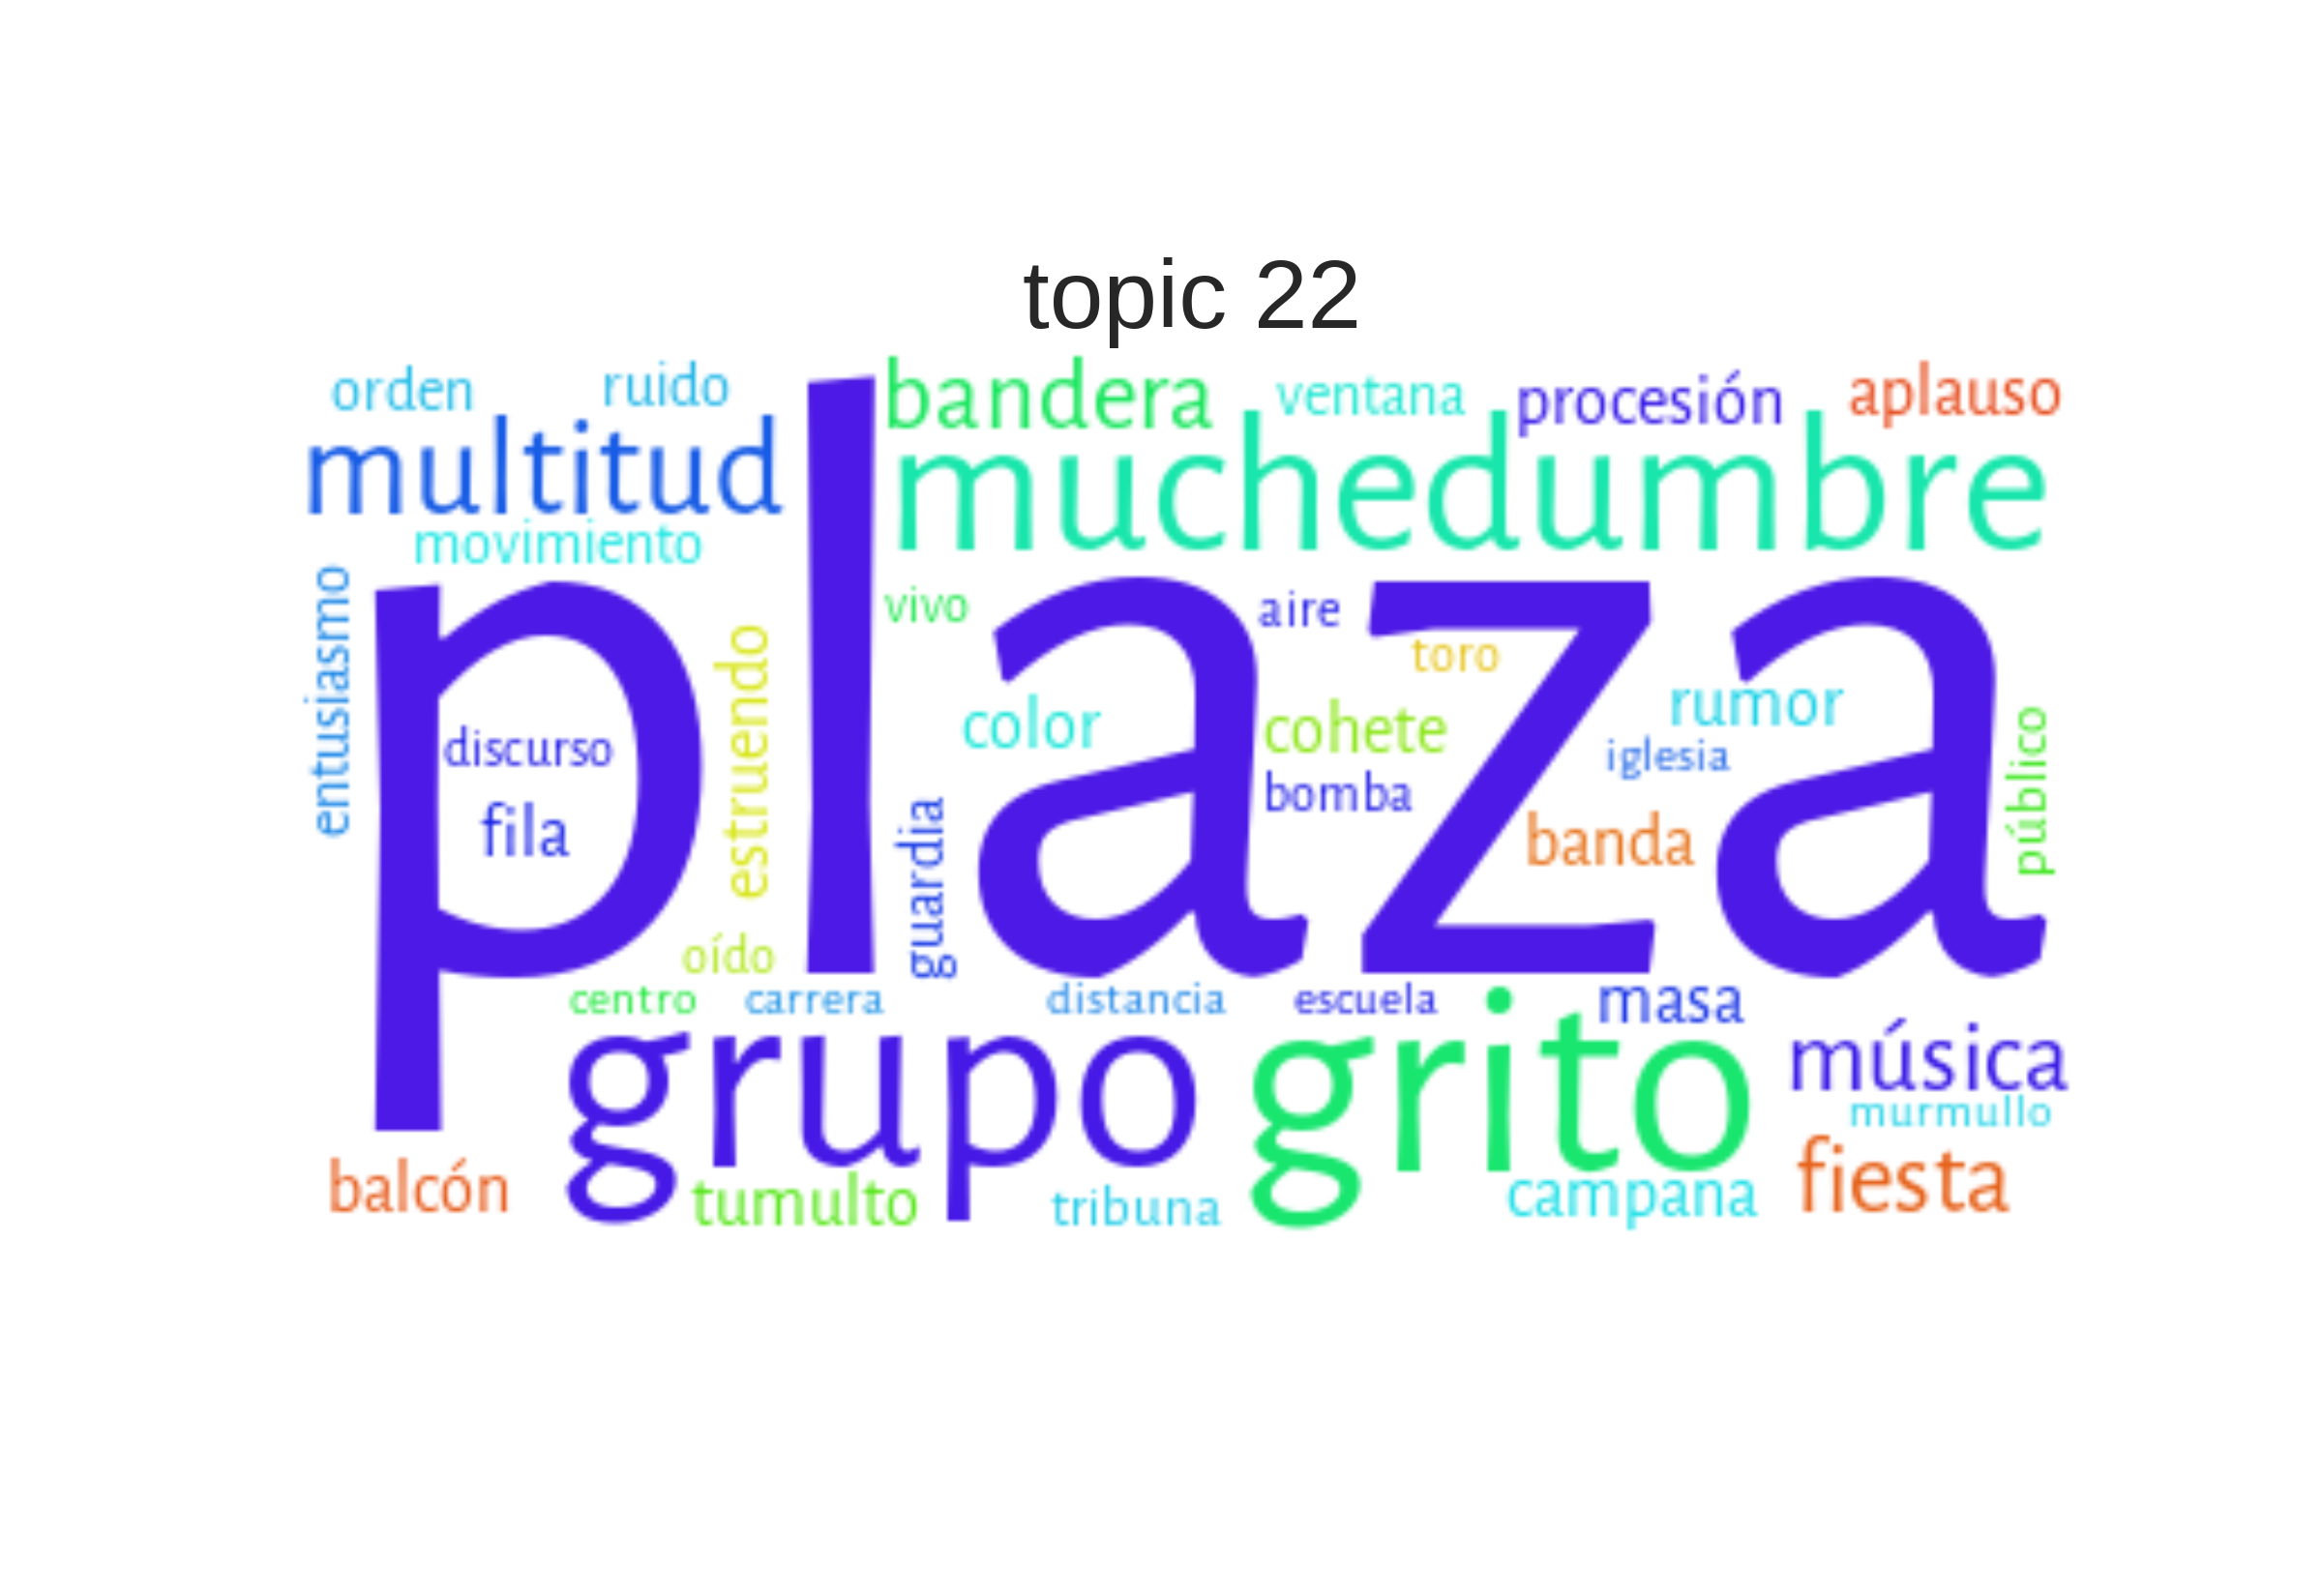 topic 22
orden ruido bandera ventana procesión aplauso
multitud muchedumbre
movimiento
plaza
entusiasmo
vivo aire
toro
estruendo
discurso color cohete rumor
iglesia
público
fila bomba
guardia banda
oído
centro carrera distancia escuela masa
grupo grito música
murmullo
balcón tumulto tribuna campana fiesta